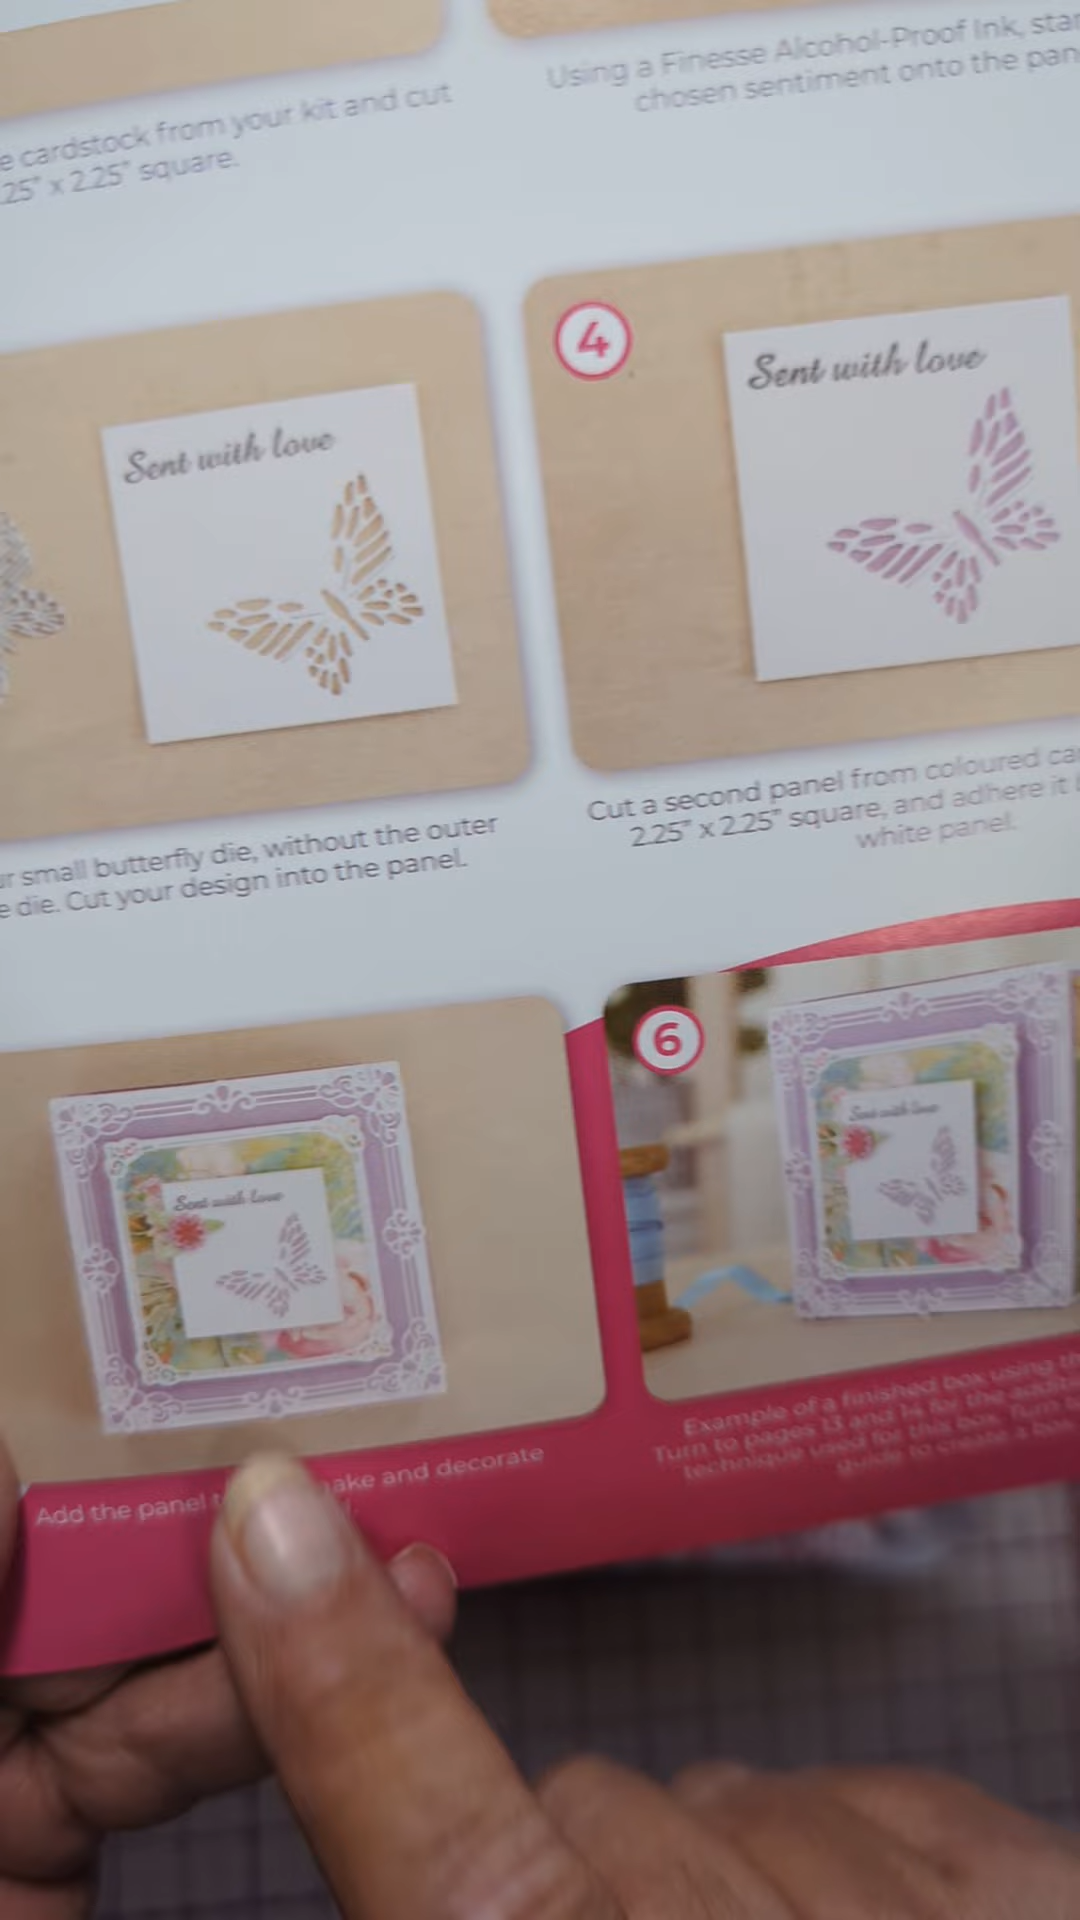 e cardstock from your kit and cut
.25" x 2.25" square.
Using a Finesse Alcohol-Proof Ink, star
chosen sentiment onto the pan
Sent with love
ur small butterfly die, without the outer
e die. Cut your design into the panel.
4
Sent with love
Cut a second panel from coloured ca
2.25" x 2.25" square, and adhere it
white panel.
Sent with love
Add the panel t ake and decorate
6
Sent with love
Example of a finished box using th
Turn to pages 13 and 14 for the
technique used for this box. Turn
guide to create a box